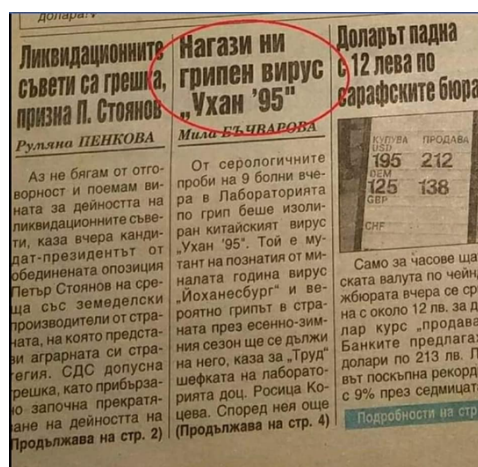 долара!
Ликвидационните
съвети са грешка,
призна П. Стоянов
Румяна ПЕНКОВА
Аз не бягам от отго-
ворност и поемам ви-
ната за дейността на
ликвидационните съве-
ти, каза вчера канди-
дат-президентът от
обединената опозиция
Петър Стоянов на сре-
ща със земеделски
производители от стра-
ната, на която предста-
ви аграрната си стра-
тегия. СДС допусна
грешка, като прибърза-
но започна прекратя-
ване на дейността на
(Продължава на стр. 2)
Нагази ни
грипен вирус
„Ухан '95"
Мила БЪЧВАРОВА
От серологичните
проби на 9 болни вче-
ра в Лабораторията
по грип беше изоли-
ран китайският вирус
„Ухан '95". Той е му-
тант на познатия от ми-
налата година вирус
„Йоханесбург" и ве-
роятно грипът в стра-
ната през есенно-зим-
ния сезон ще се дължи
на него, каза за „Труд"
шефката на лаборато-
рията доц. Росица Ко-
цева. Според нея още
(Продължава на стр. 4)
Доларът падна
с 12 лева по
сарафските бюра
КУПУВА ПРОДАВА
USD
195 212
DEM
125 138
GBP
CHF
Само за часове
ската валута по
жбюрата вчера се
на с около 12 лв. за
лар курс
Банките
долари по 213 лв.
вът поскъпна
с 9% през
Подробности на